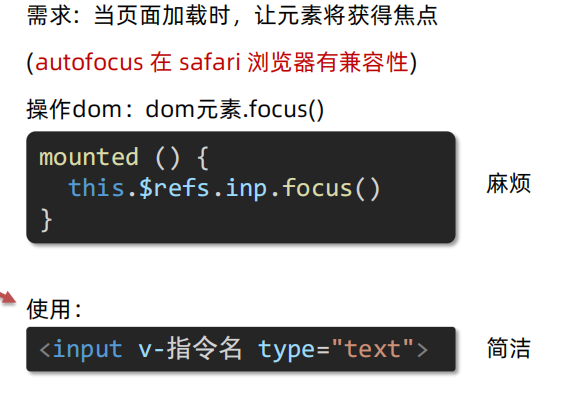 需求：当页面加载时，让元素将获得焦点
(autofocus 在 safari 浏览器有兼容性)
操作dom：dom元素.focus()
mounted () {
  this.$refs.inp.focus()
}
麻烦
使用：
<input v-指令名 type="text">
简洁